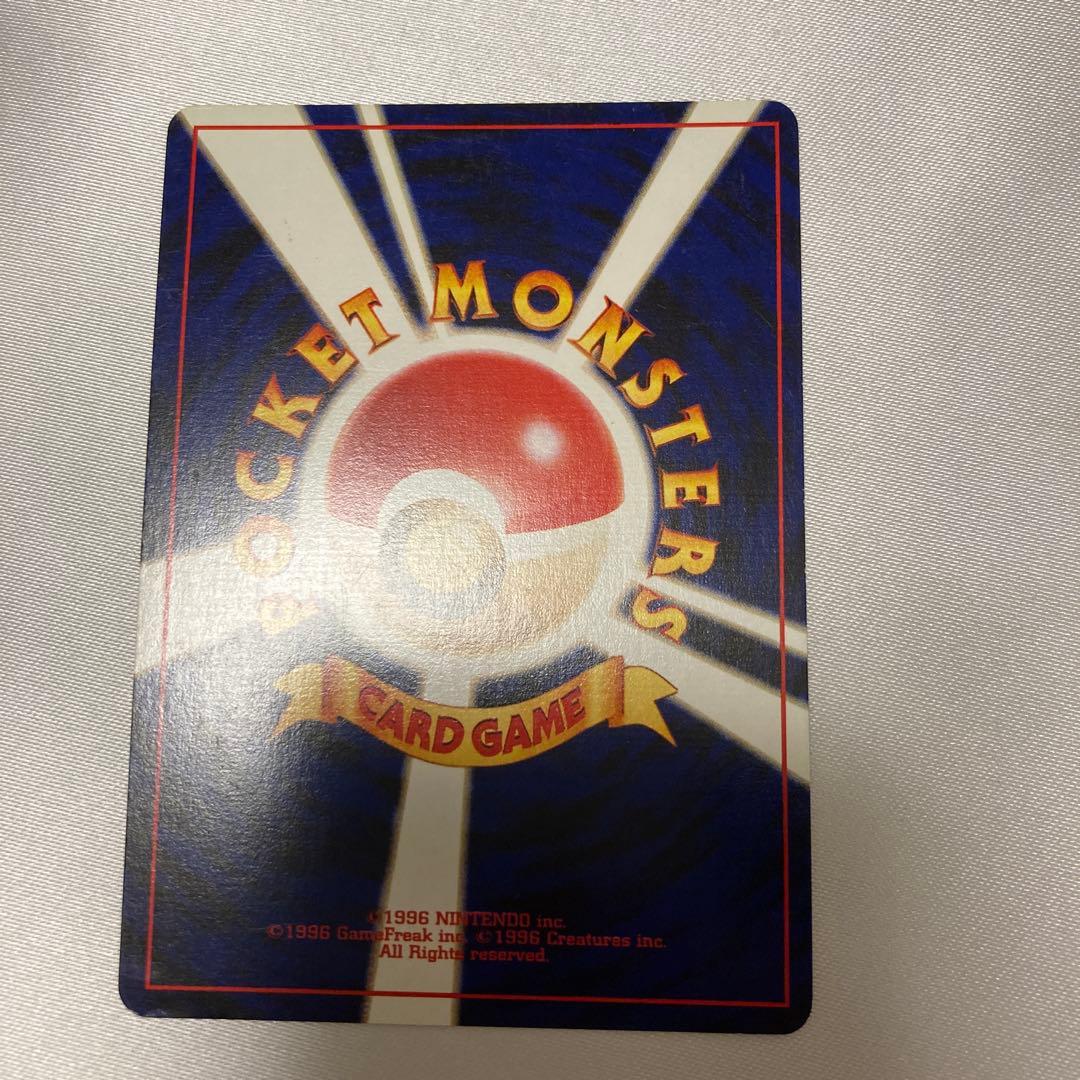 POCKET MONSTERS
CARD GAME
©1996 NINTENDO inc.
©1996 GameFreak inc. ©1996 Creatures inc.
All Rights reserved.